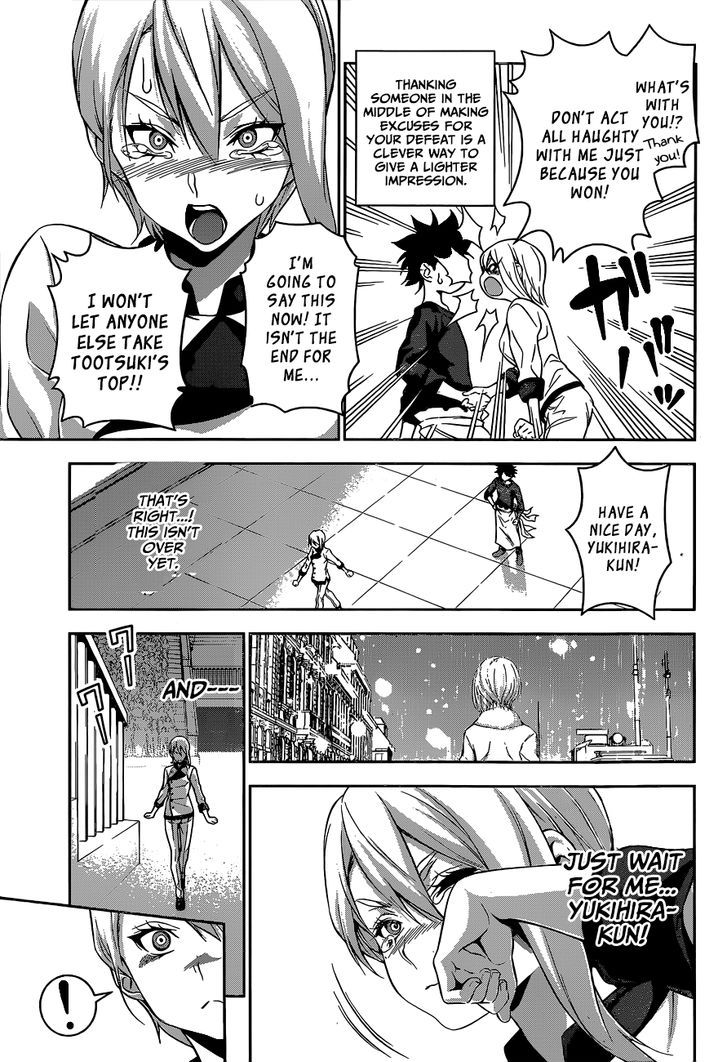 WHAT'S
WITH
YOU!?
Thank
you!
DON'T ACT
ALL HAUGHTY
WITH ME JUST
BECAUSE YOU
WON!
THANKING
SOMEONE IN THE
MIDDLE OF MAKING
EXCUSES FOR
YOUR DEFEAT IS A
CLEVER WAY TO
GIVE A LIGHTER
IMPRESSION.
I'M
GOING TO
SAY THIS
NOW! IT
ISN'T THE
END FOR
ME...
I WON'T
LET ANYONE
ELSE TAKE
TOOTSUKI'S
TOP!!
HAVE A
NICE DAY,
YUKIHIRA-
KUN!
THAT'S
RIGHT...!
THIS ISN'T
OVER
YET.
AND---
JUST WAIT
FOR ME...
YUKIHIRA-
KUN!
!